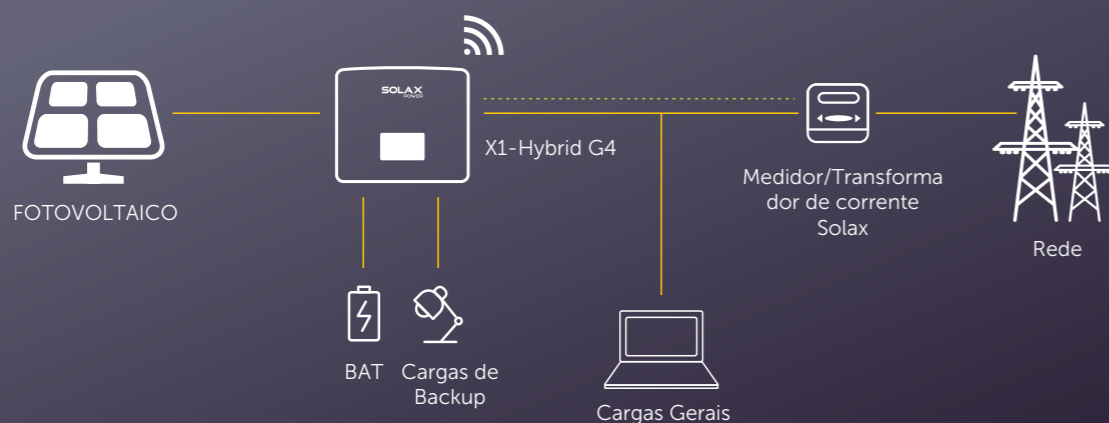 SOLAX
POWER
X1-Hybrid G4
FOTOVOLTAICO
Medidor/Transforma
dor de corrente
Solax
Rede
BAT
Cargas de
Backup
Cargas Gerais